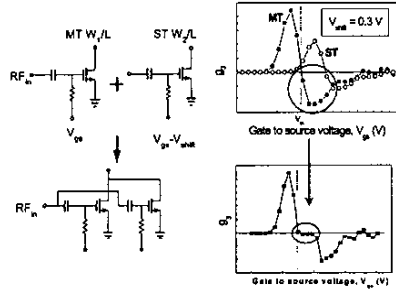 MT W1/L
ST W2/L
RFin
Vgs
Vgs-Vshift
RFin
MT
ST
Vshift = 0.3 V
g3
Gate to source voltage, Vgs (V)
g3
Gate to source voltage, Vgs (V)